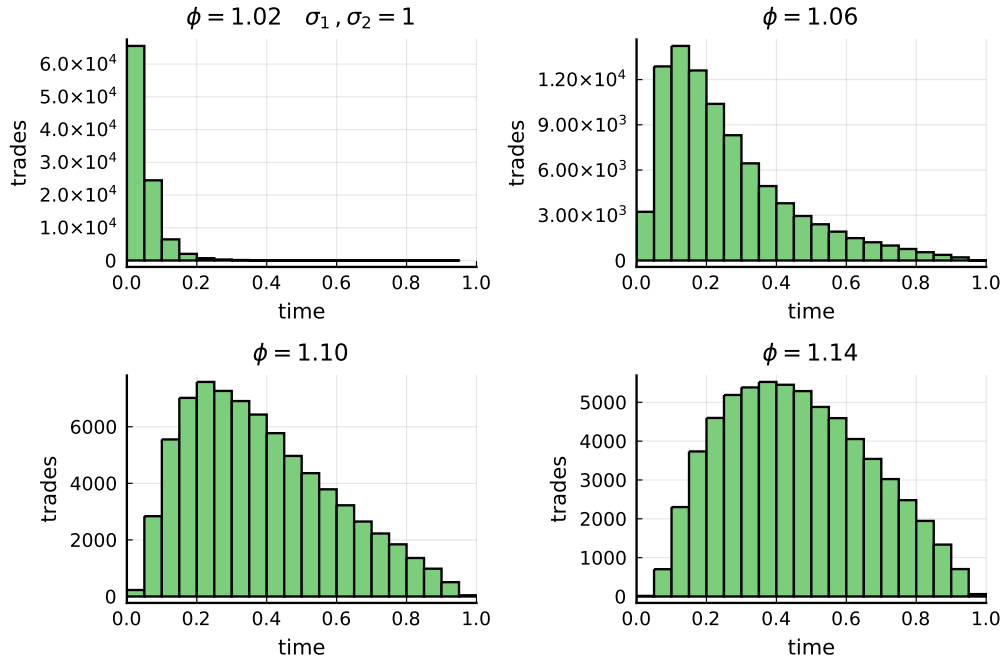 ϕ = 1.02 σ₁ , σ₂ = 1
trades
6.0×10⁴
5.0×10⁴
4.0×10⁴
3.0×10⁴
2.0×10⁴
1.0×10⁴
0
0.0 0.2 0.4 0.6 0.8 1.0
time
ϕ = 1.06
trades
1.20×10⁴
9.00×10³
6.00×10³
3.00×10³
0
0.0 0.2 0.4 0.6 0.8 1.0
time
ϕ = 1.10
trades
6000
4000
2000
0
0.0 0.2 0.4 0.6 0.8 1.0
time
ϕ = 1.14
trades
5000
4000
3000
2000
1000
0
0.0 0.2 0.4 0.6 0.8 1.0
time